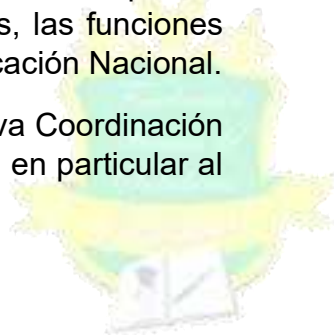 s, las funciones
cación Nacional.
va Coordinación
en particular al